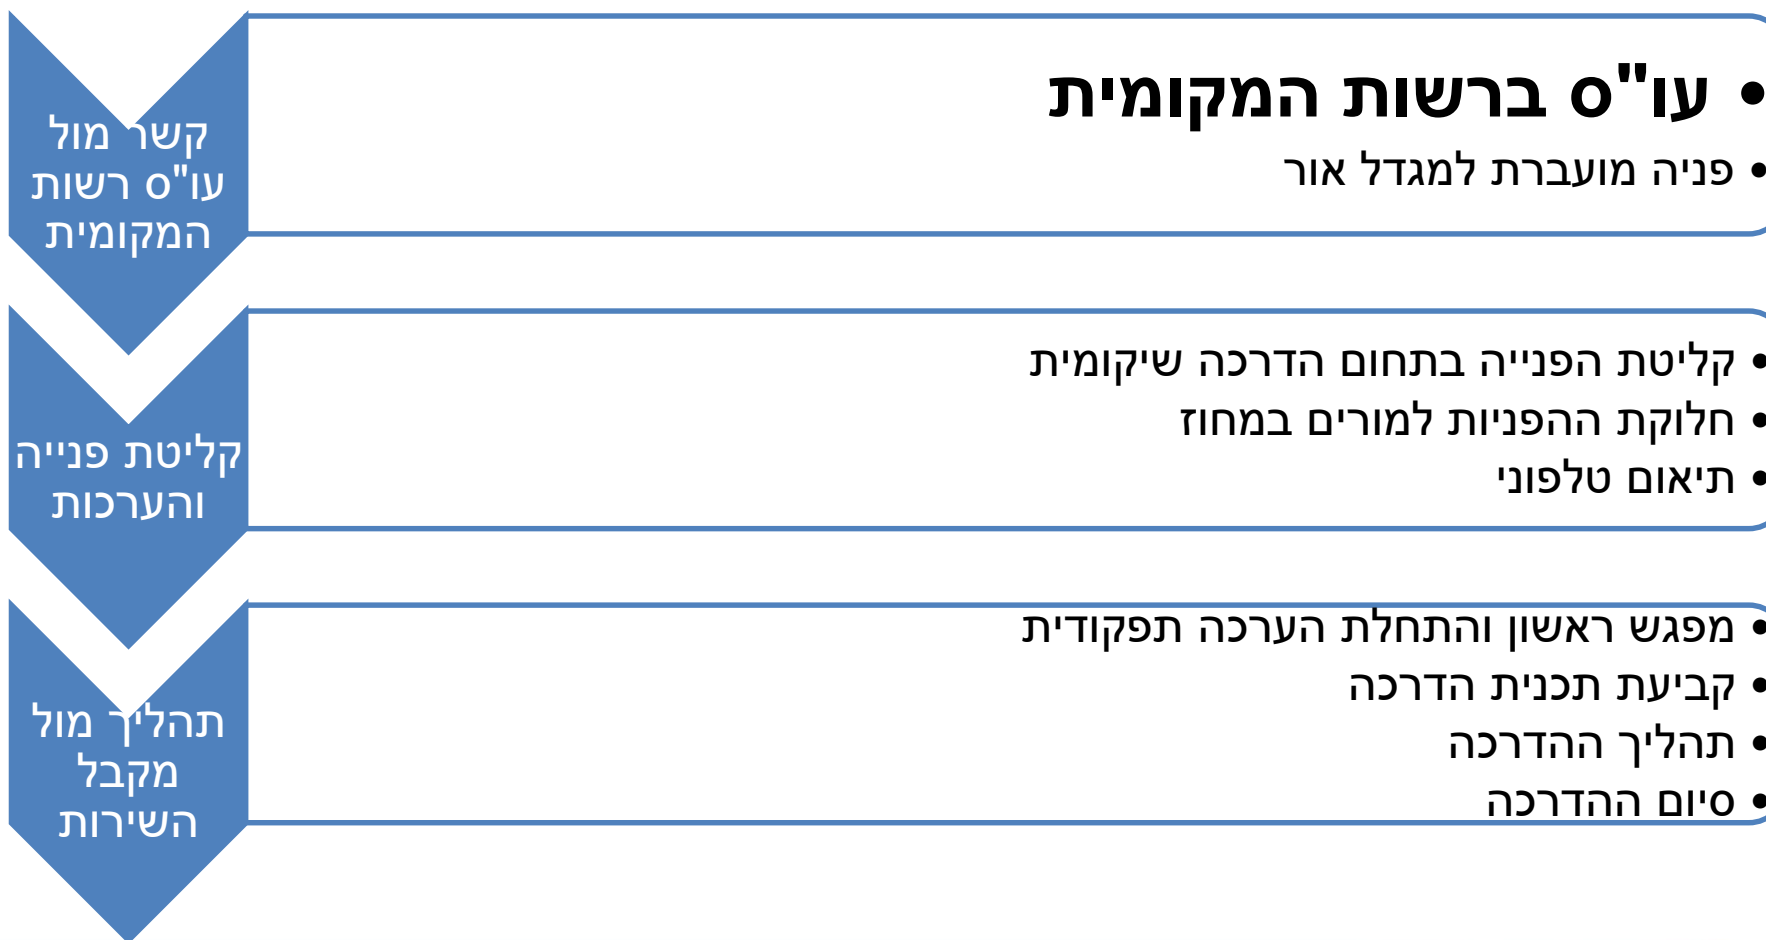 קשר מול
עו"ס רשות
המקומית
• עו"ס ברשות המקומית
• פניה מועברת למגדל אור
קליטת פנייה
והערכות
• קליטת הפנייה בתחום הדרכה שיקומית
• חלוקת ההפניות למורים במחוז
• תיאום טלפוני
תהליך מול
מקבל
השירות
• מפגש ראשון והתחלת הערכה תפקודית
• קביעת תכנית הדרכה
• תהליך ההדרכה
• סיום ההדרכה